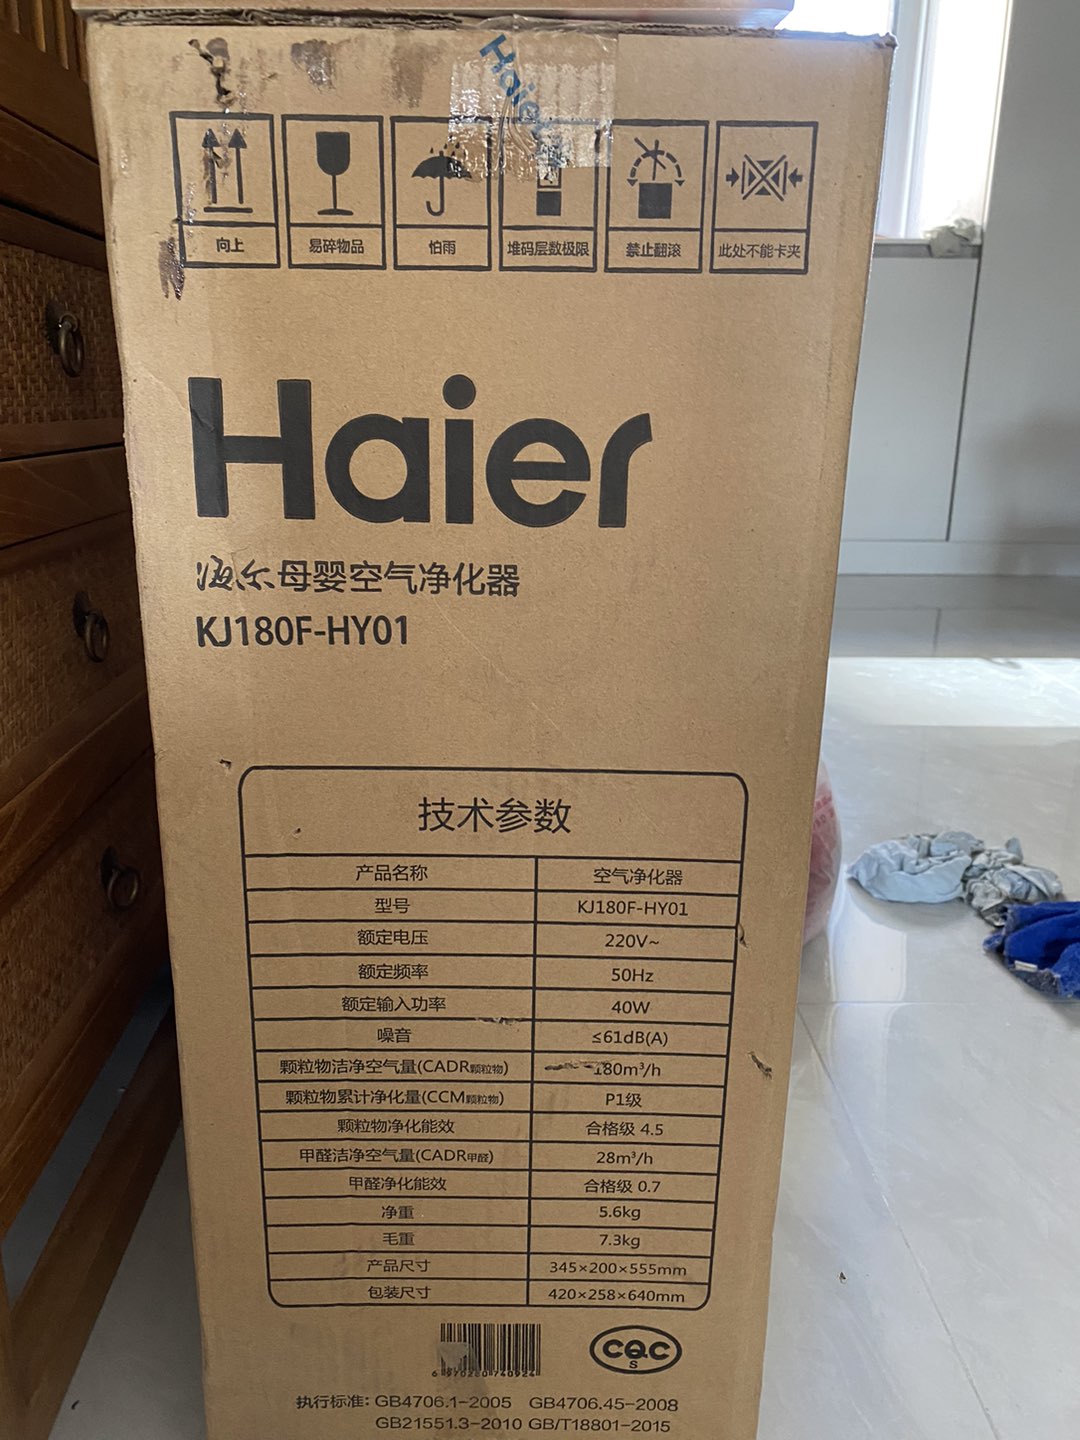 Haier
向上
易碎物品
怕雨
堆码层数极限
禁止翻滚
此处不能卡夹
Haier
海尔母婴空气净化器
KJ180F-HY01
技术参数
产品名称 空气净化器
型号 KJ180F-HY01
额定电压 220V~
额定频率 50Hz
额定输入功率 40W
噪音 ≤61dB(A)
颗粒物洁净空气量(CADR颗粒物) 180m³/h
颗粒物累计净化量(CCM颗粒物) P1级
颗粒物净化能效 合格级 4.5
甲醛洁净空气量(CADR甲醛) 28m³/h
甲醛净化能效 合格级 0.7
净重 5.6kg
毛重 7.3kg
产品尺寸 345×200×555mm
包装尺寸 420×258×640mm
CQC
S
6 970280 740924
执行标准: GB4706.1-2005 GB4706.45-2008
GB21551.3-2010 GB/T18801-2015